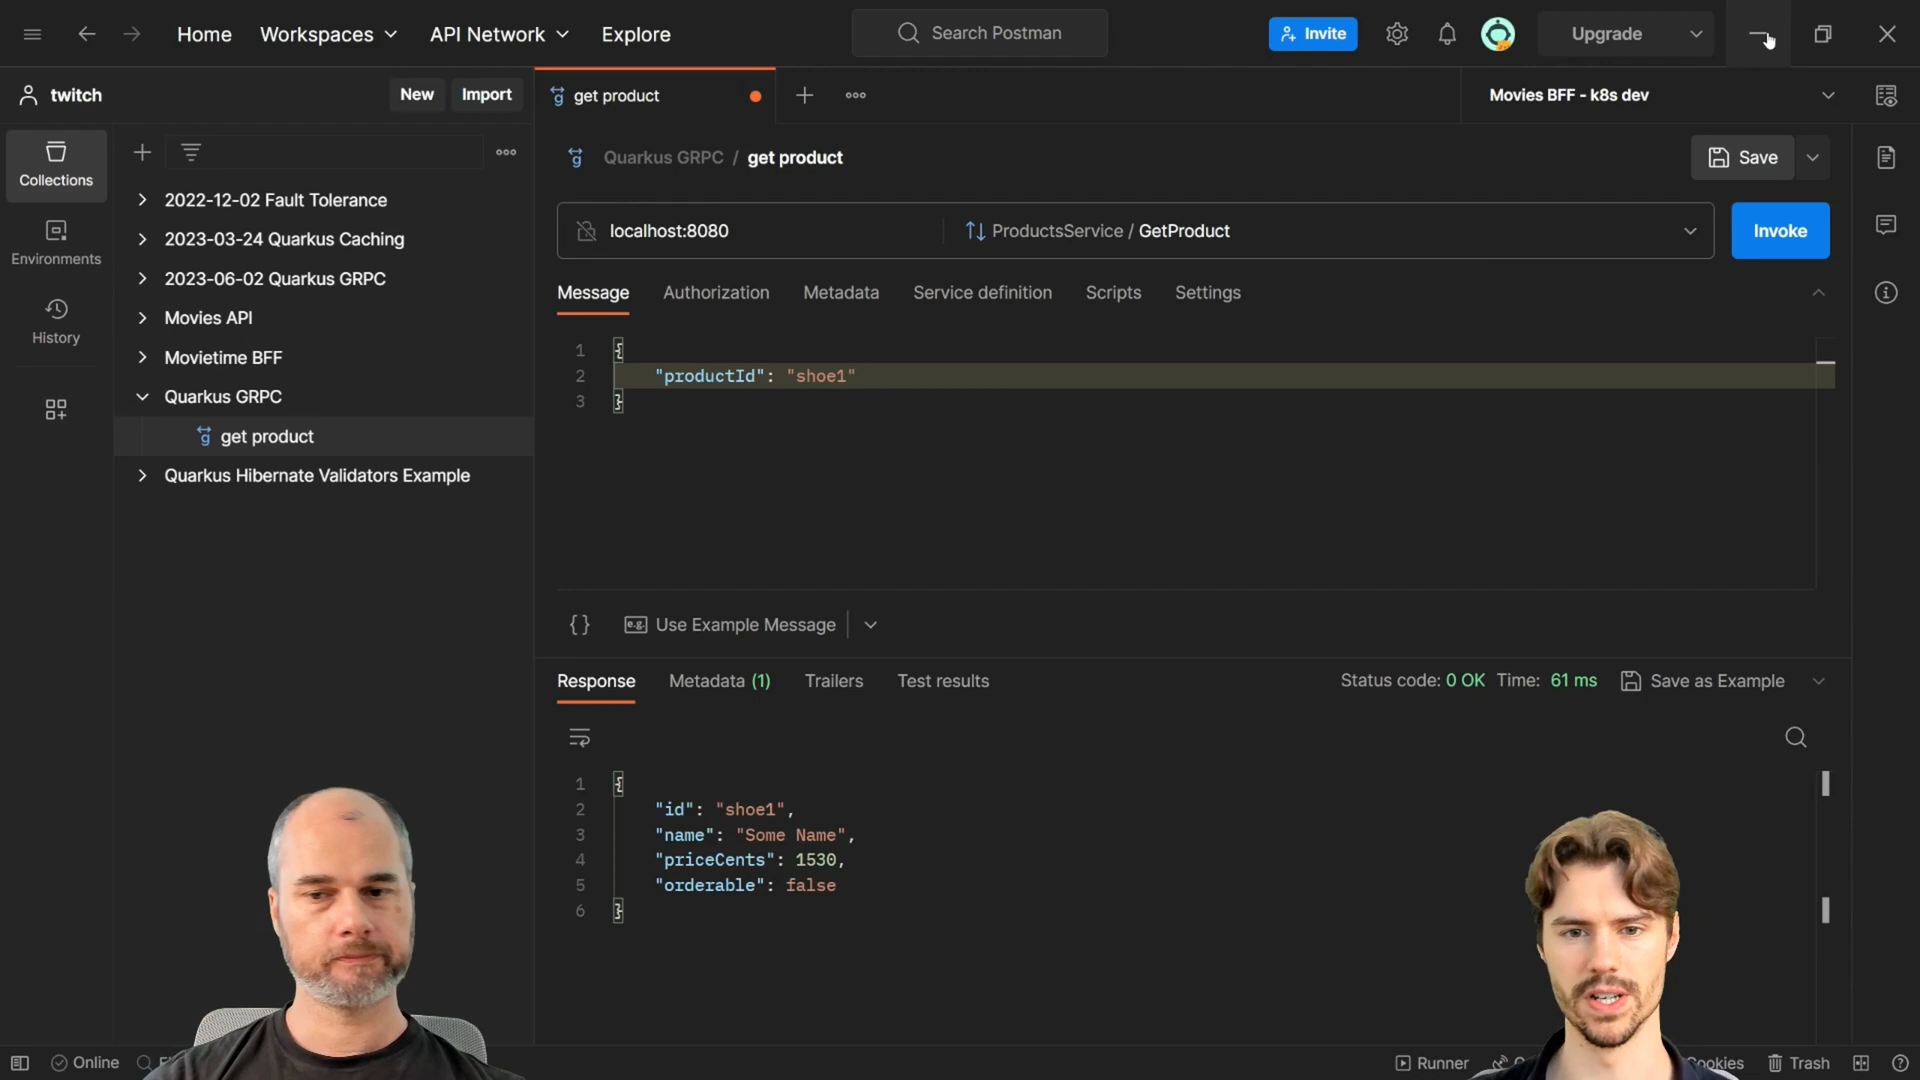 Home Workspaces API Network Explore Search Postman Invite Upgrade
twitch New Import get product Movies BFF - k8s dev
Collections
Environments
History
2022-12-02 Fault Tolerance
2023-03-24 Quarkus Caching
2023-06-02 Quarkus GRPC
Movies API
Movietime BFF
Quarkus GRPC
get product
Quarkus Hibernate Validators Example
Quarkus GRPC / get product Save
localhost:8080 ProductsService / GetProduct Invoke
Message Authorization Metadata Service definition Scripts Settings
1 {
2 "productId": "shoe1"
3 }
{} e.g. Use Example Message
Response Metadata (1) Trailers Test results Status code: 0 OK Time: 61 ms Save as Example
1 {
2 "id": "shoe1",
3 "name": "Some Name",
4 "priceCents": 1530,
5 "orderable": false
6 }
Online Runner Cookies Trash